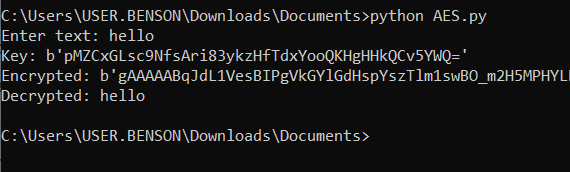 C:\Users\USER.BENSON\Downloads\Documents>python AES.py
Enter text: hello
Key: b'pMZCxGLsc9NfsAri83ykzHfTdxYooQKHgHHkQCv5YWQ='
Encrypted: b'gAAAAABqJdL1VesBIPgVkGYlGdHspYszTlm1swBO_m2H5MPHYL
Decrypted: hello
C:\Users\USER.BENSON\Downloads\Documents>